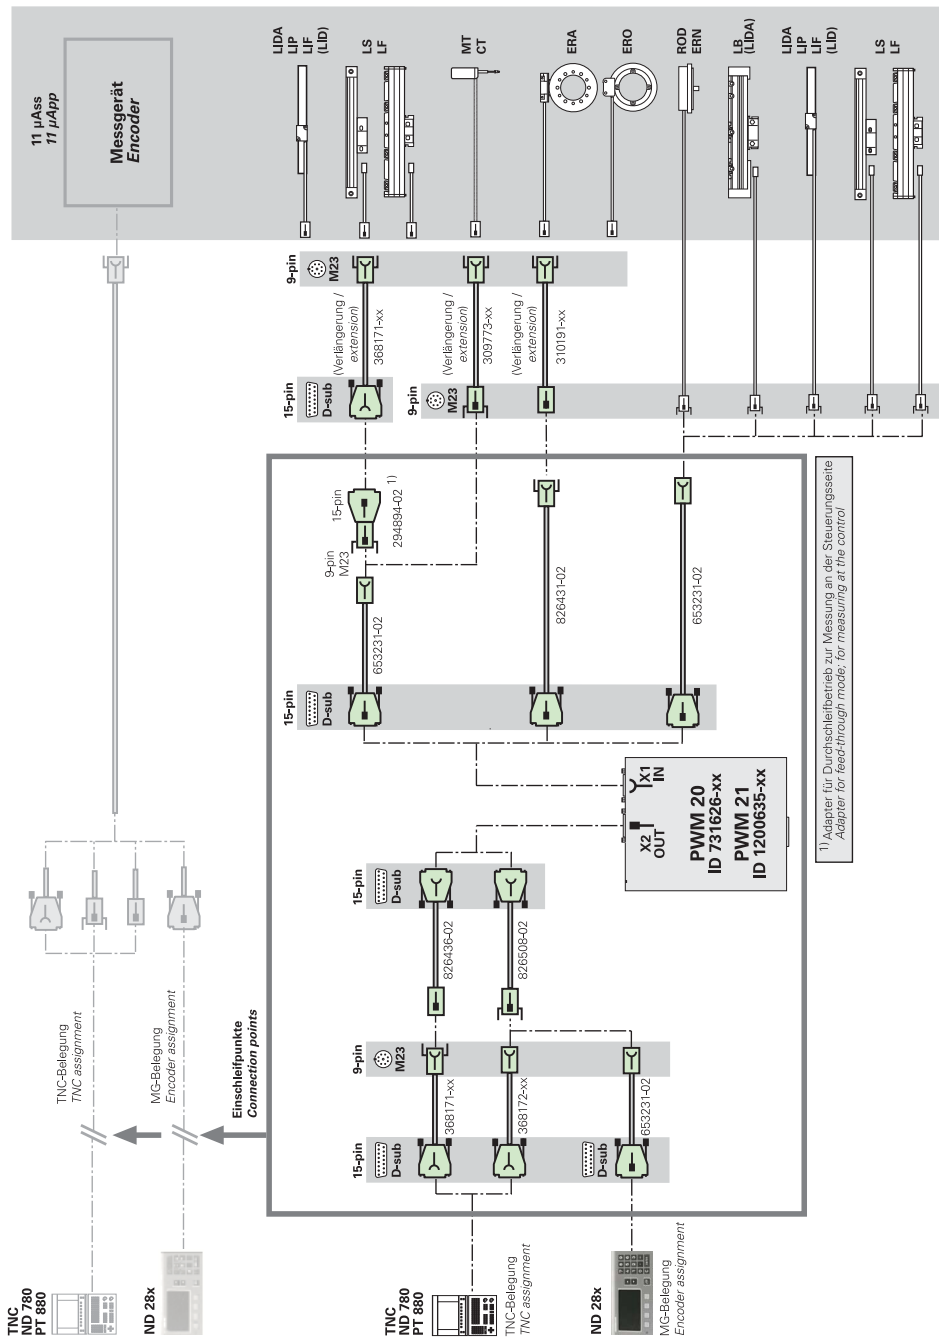 11 µAss
11 µApp
Messgerät
Encoder
LIDA
LIP
LIF
(LID)
LS
LF
MT
CT
ERA
ERO
ROD
ERN
LB
(LIDA)
LIDA
LIP
LIF
(LID)
LS
LF
9-pin
M23
(Verlängerung /
extension)
368171-xx
(Verlängerung /
extension)
309773-xx
(Verlängerung /
extension)
310191-xx
15-pin
D-sub
9-pin
M23
15-pin
294894-02
1)
9-pin
M23
653231-02
826431-02
653231-02
15-pin
D-sub
X1
IN
X2
OUT
PWM 20
ID 731626-xx
PWM 21
ID 1200635-xx
1) Adapter für Durchschleifbetrieb zur Messung an der Steuerungsseite
Adapter for feed-through mode; for measuring at the control
15-pin
D-sub
826436-02
826508-02
9-pin
M23
368171-xx
368172-xx
653231-02
15-pin
D-sub
D-sub
TNC-Belegung
TNC assignment
MG-Belegung
Encoder assignment
Einschleifpunkte
Connection points
TNC
ND 780
PT 880
ND 28x
TNC
ND 780
PT 880
TNC-Belegung
TNC assignment
ND 28x
MG-Belegung
Encoder assignment